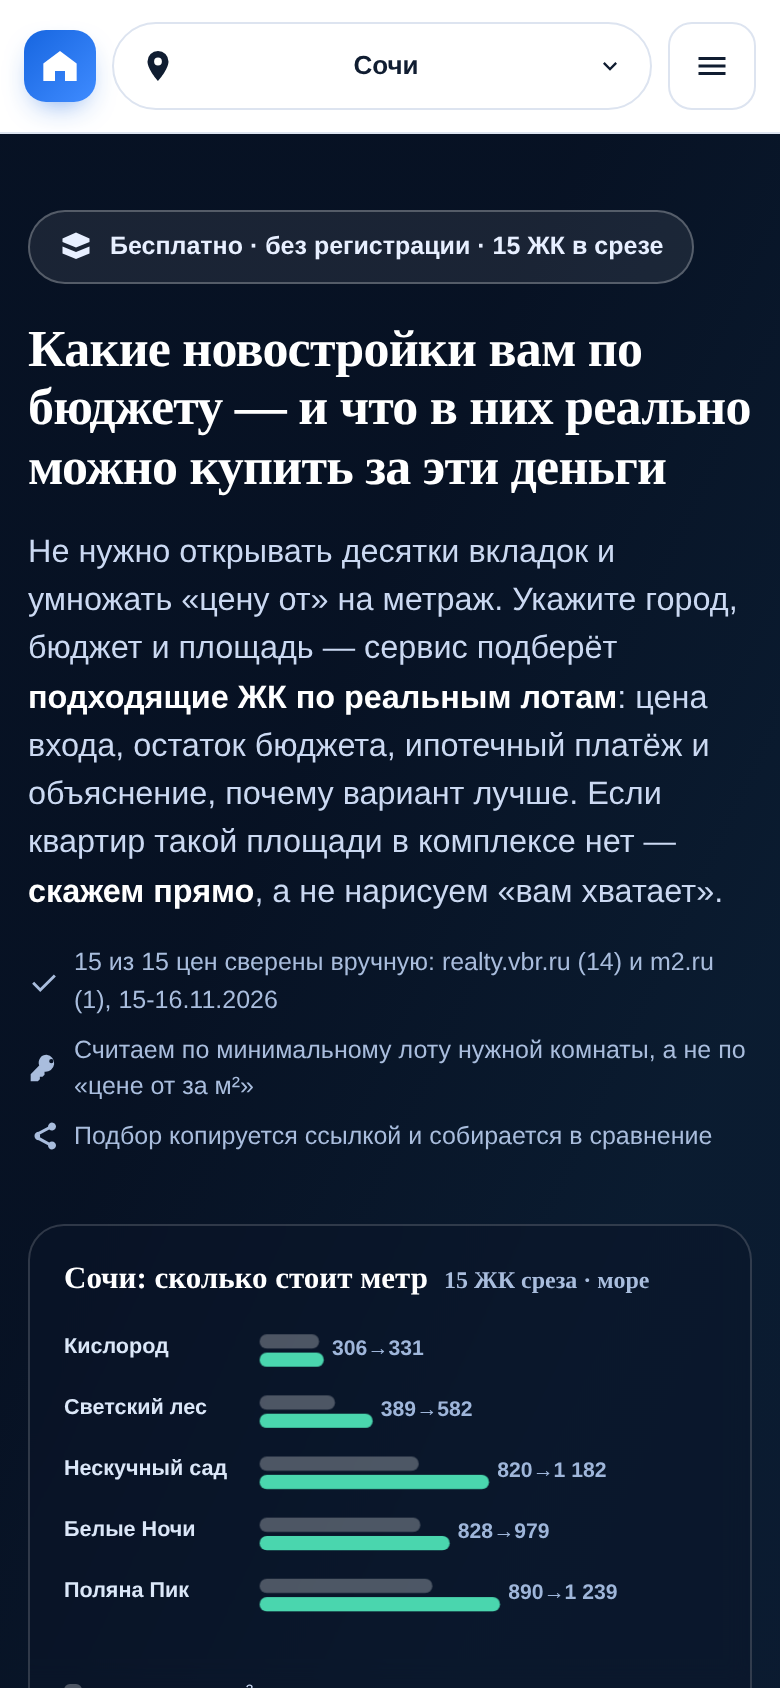 Сочи
Бесплатно · без регистрации · 15 ЖК в срезе
Какие новостройки вам по
бюджету — и что в них реально
можно купить за эти деньги
Не нужно открывать десятки вкладок и
умножать «цену от» на метраж. Укажите город,
бюджет и площадь — сервис подберёт
подходящие ЖК по реальным лотам: цена
входа, остаток бюджета, ипотечный платёж и
объяснение, почему вариант лучше. Если
квартир такой площади в комплексе нет —
скажем прямо, а не нарисуем «вам хватает».
15 из 15 цен сверены вручную: realty.vbr.ru (14) и m2.ru
(1), 15-16.11.2026
Считаем по минимальному лоту нужной комнаты, а не по
«цене от за м²»
Подбор копируется ссылкой и собирается в сравнение
Сочи: сколько стоит метр 15 ЖК среза · море
Кислород 306→331
Светский лес 389→582
Нескучный сад 820→1 182
Белые Ночи 828→979
Поляна Пик 890→1 239